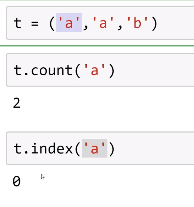 t = ('a','a','b')
t.count('a')
2
t.index('a')
0